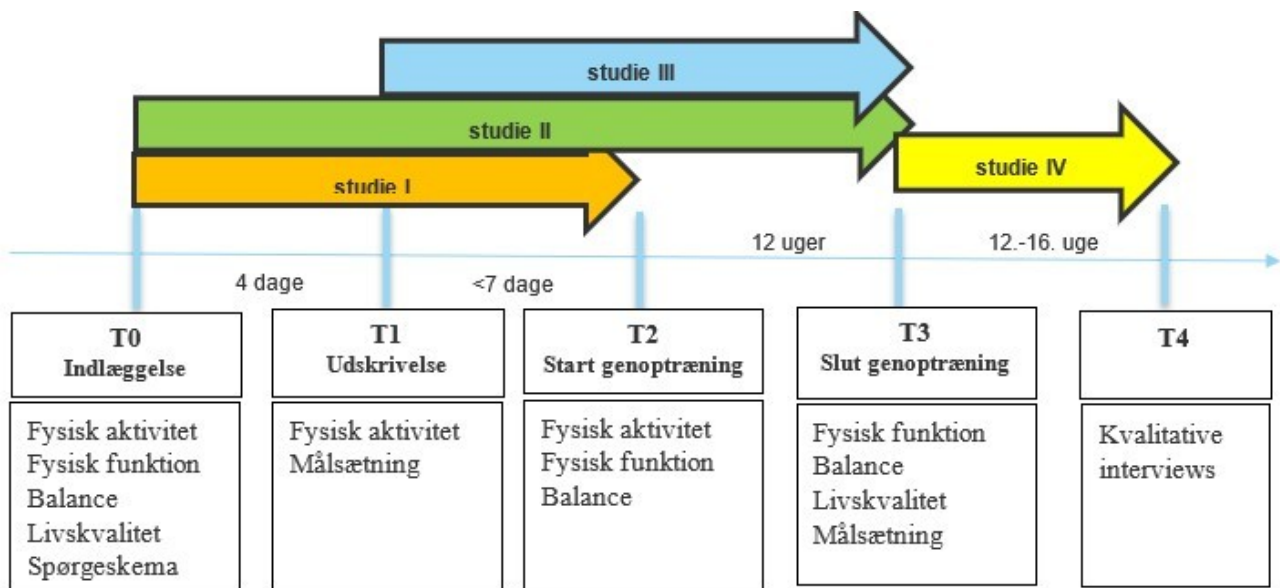 studie III
studie II
studie I
studie IV
12 uger
12.-16. uge
4 dage
<7 dage
T0
Indlæggelse
T1
Udskrivelse
T2
Start genoptræning
T3
Slut genoptræning
T4
Fysisk aktivitet
Fysisk funktion
Balance
Livskvalitet
Spørgeskema
Fysisk aktivitet
Målsætning
Fysisk aktivitet
Fysisk funktion
Balance
Fysisk funktion
Balance
Livskvalitet
Målsætning
Kvalitative
interviews